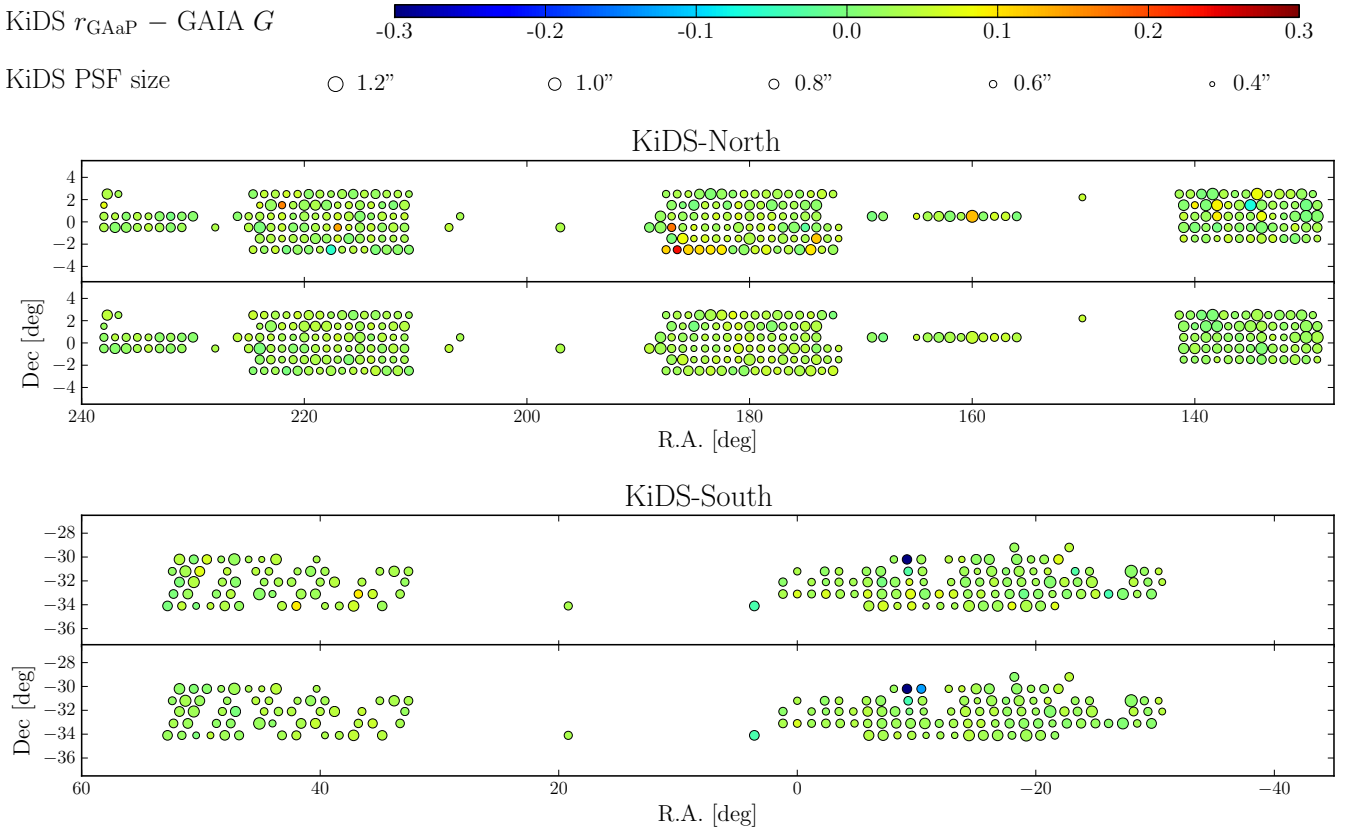 KiDS r_GAaP − GAIA G
-0.3 -0.2 -0.1 0.0 0.1 0.2 0.3
KiDS PSF size 1.2" 1.0" 0.8" 0.6" 0.4"
KiDS-North
4
2
0
−2
−4
4
2
0
−2
−4
Dec [deg]
240 220 200 180 160 140
R.A. [deg]
KiDS-South
−28
−30
−32
−34
−36
−28
−30
−32
−34
−36
Dec [deg]
60 40 20 0 −20 −40
R.A. [deg]